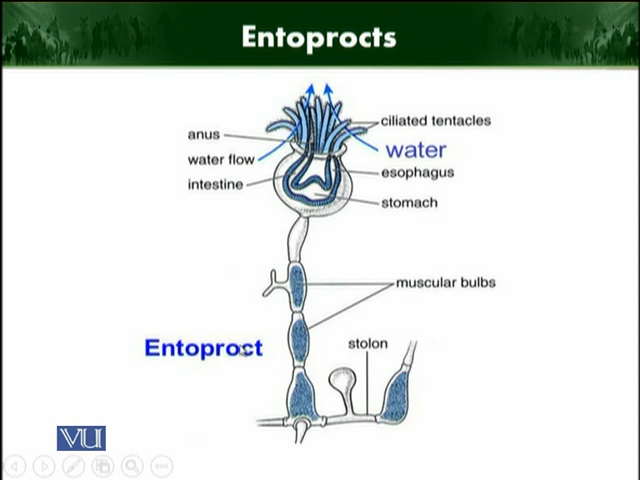 Entoprocts
ciliated tentacles
anus
water
water flow
esophagus
intestine
stomach
muscular bulbs
Entoproct
stolon
VU